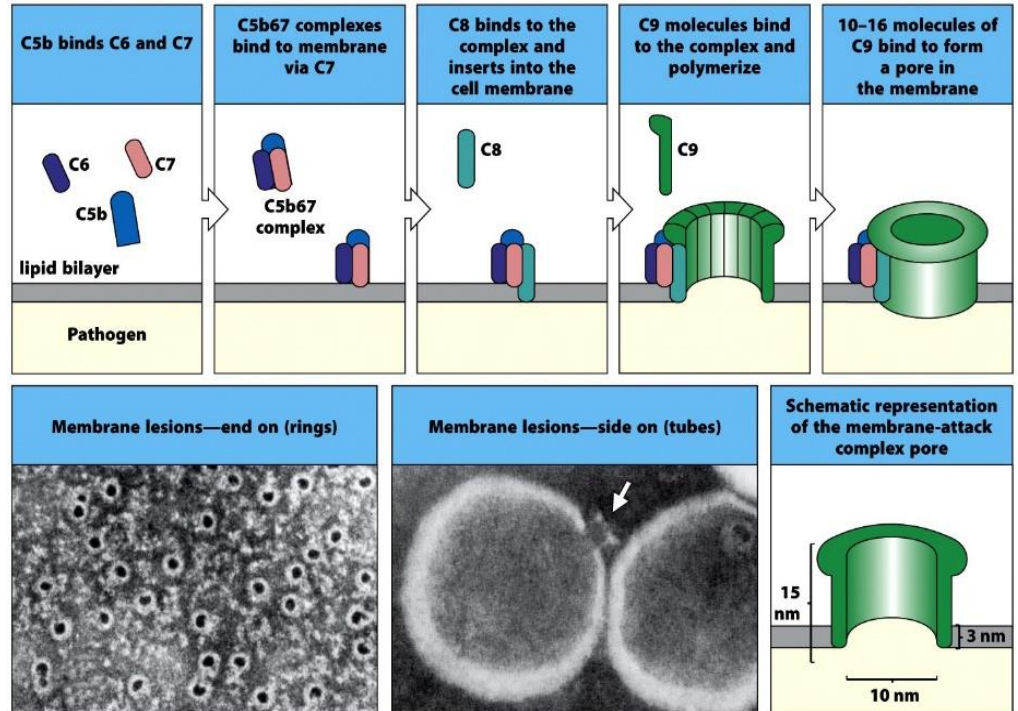 C5b binds C6 and C7
C5b67 complexes
bind to membrane
via C7
C8 binds to the
complex and
inserts into the
cell membrane
C9 molecules bind
to the complex and
polymerize
10–16 molecules of
C9 bind to form
a pore in
the membrane
C6
C7
C5b
lipid bilayer
Pathogen
C5b67
complex
C8
C9
Membrane lesions—end on (rings)
Membrane lesions—side on (tubes)
Schematic representation
of the membrane-attack
complex pore
15
nm
3 nm
10 nm